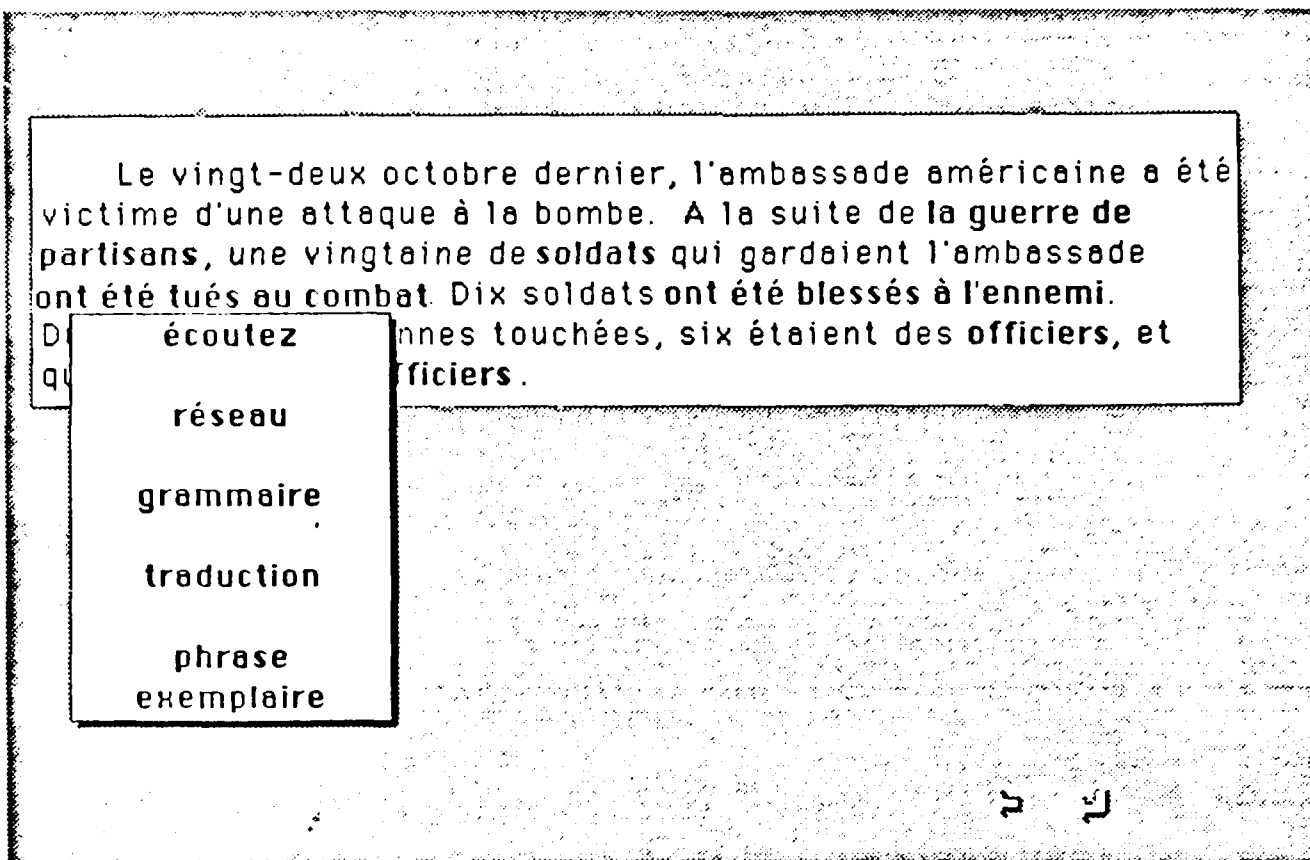 Le vingt-deux octobre dernier, l'ambassade américaine a été
victime d'une attaque à la bombe. A la suite de la guerre de
partisans, une vingtaine de soldats qui gardaient l'ambassade
ont été tués au combat. Dix soldats ont été blessés à l'ennemi.
nnes touchées, six étaient des officiers, et
ficiers.
écoutez
réseau
grammaire
traduction
phrase
exemplaire